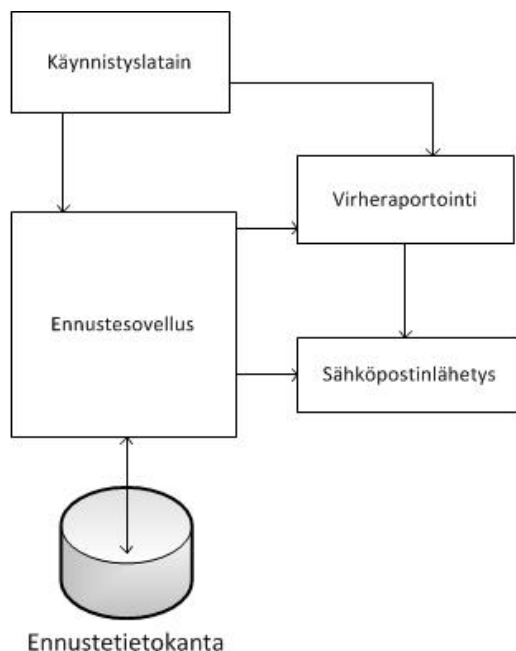 Käynnistyslatain
Virheraportointi
Ennustesovellus
Sähköpostinlähetys
Ennustetietokanta